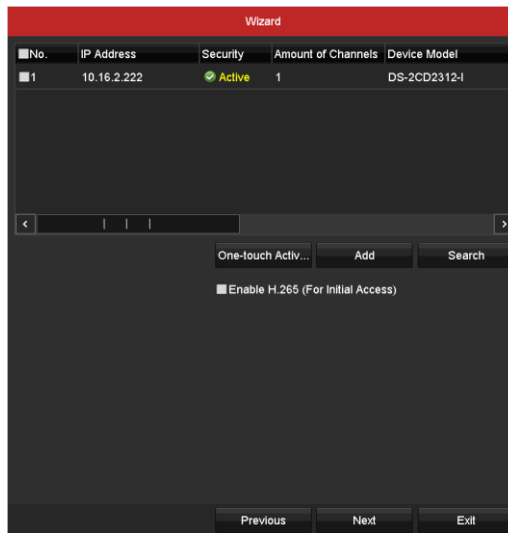 Wizard
No. IP Address Security Amount of Channels Device Model
1 10.16.2.222 Active 1 DS-2CD2312-I
One-touch Activ... Add Search
Enable H.265 (For Initial Access)
Previous Next Exit